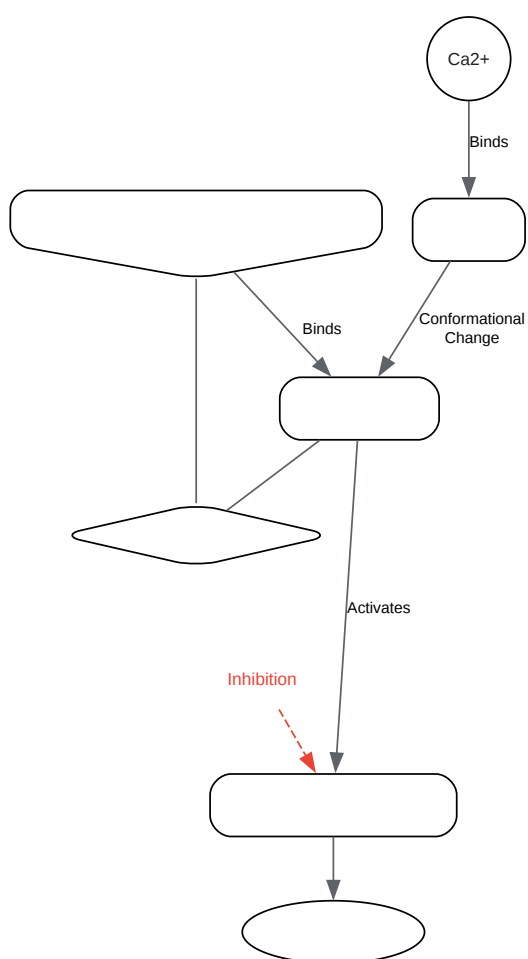 Ca2+
Binds
Conformational
Change
Binds
Activates
Inhibition